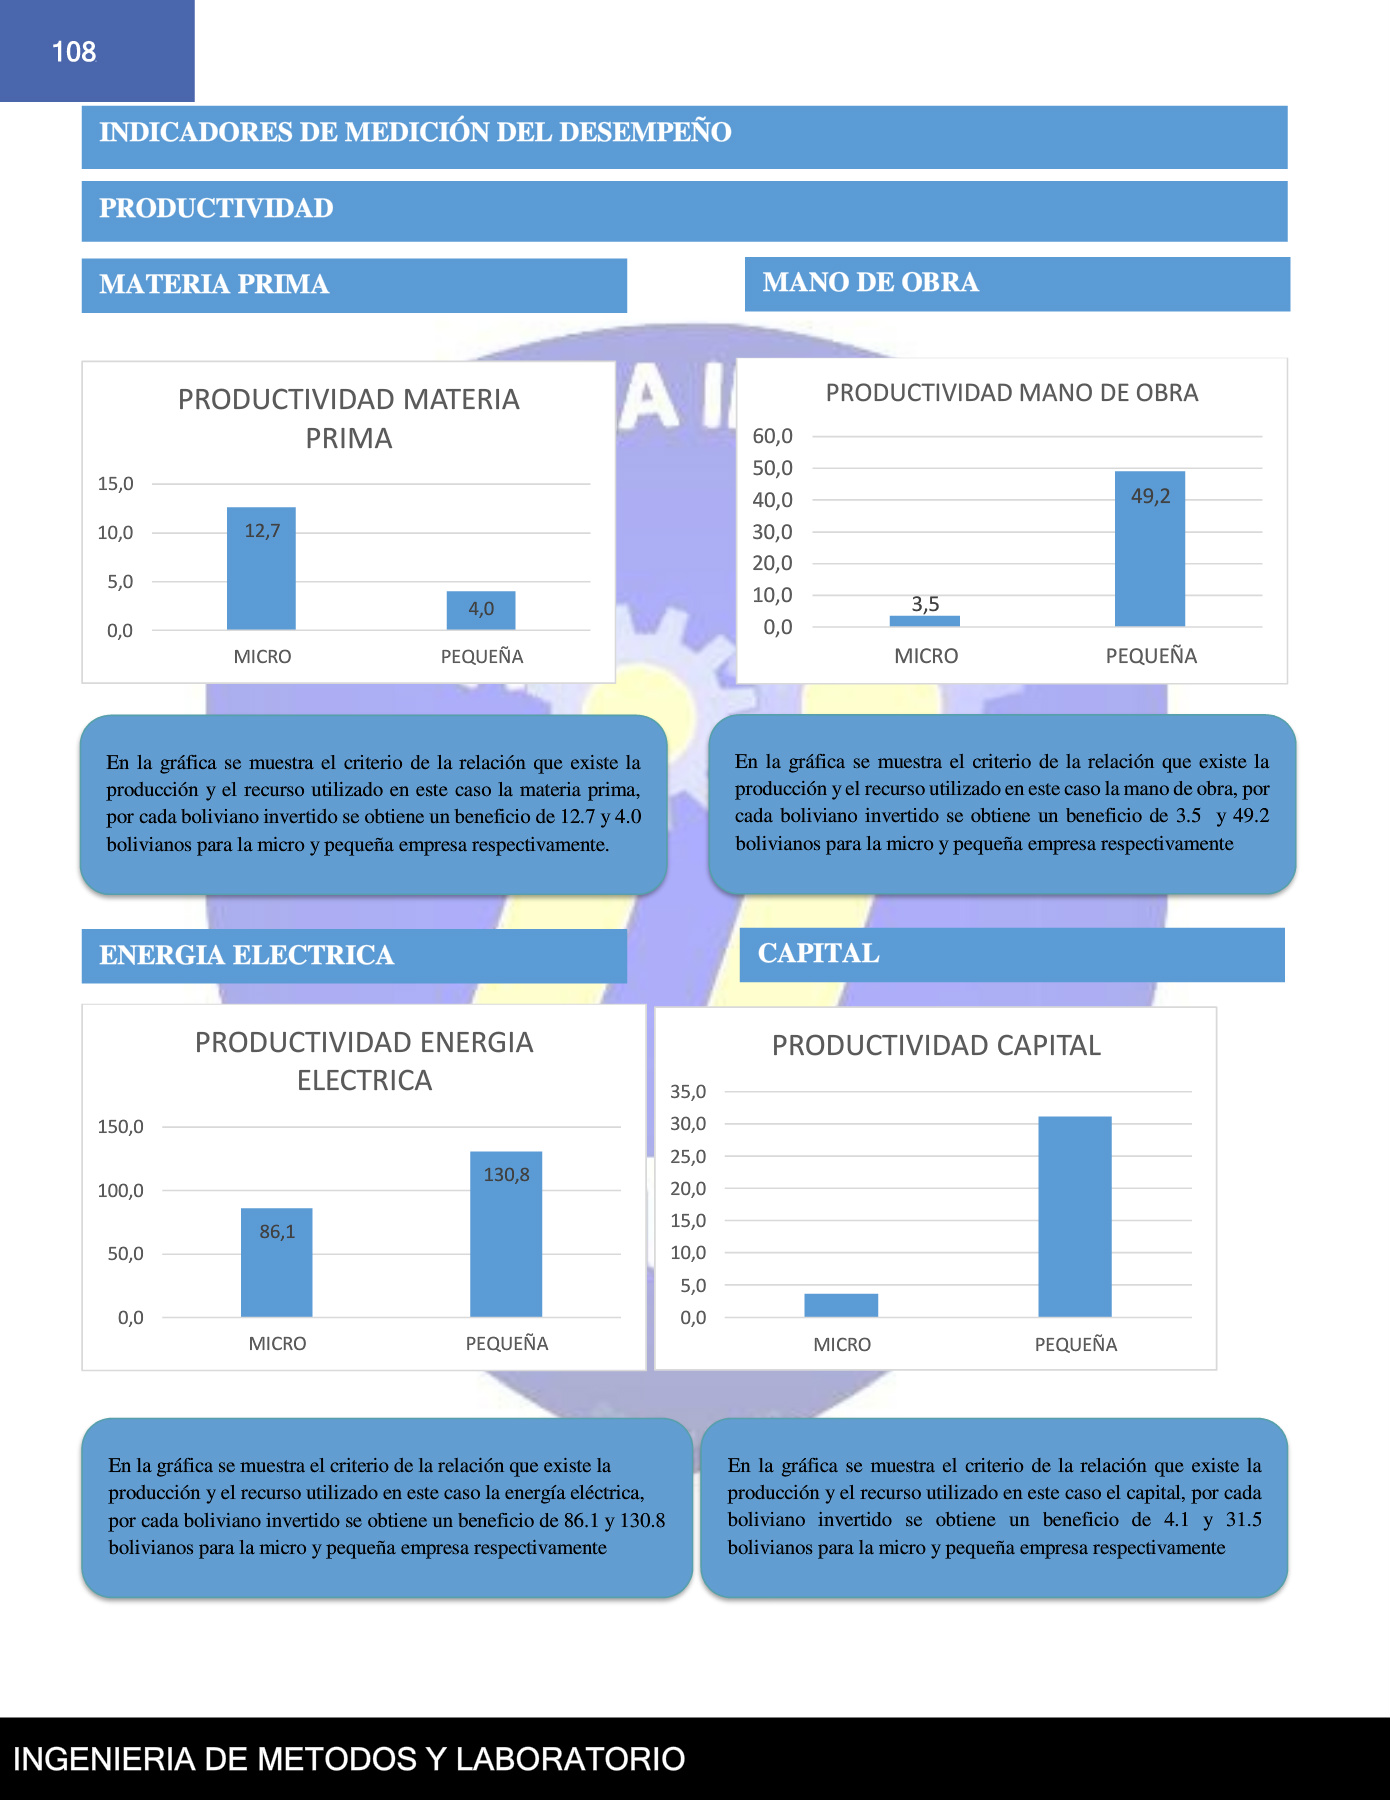 108
INDICADORES DE MEDICIÓN DEL DESEMPEÑO
PRODUCTIVIDAD
MATERIA PRIMA
MANO DE OBRA
A I
PRODUCTIVIDAD MATERIA
PRIMA
15,0
10,0
5,0
0,0
12,7
4,0
MICRO
PEQUEÑA
PRODUCTIVIDAD MANO DE OBRA
60,0
50,0
40,0
30,0
20,0
10,0
0,0
3,5
49,2
MICRO
PEQUEÑA
En la gráfica se muestra el criterio de la relación que existe la
producción y el recurso utilizado en este caso la materia prima,
por cada boliviano invertido se obtiene un beneficio de 12.7 y 4.0
bolivianos para la micro y pequeña empresa respectivamente.
En la gráfica se muestra el criterio de la relación que existe la
producción y el recurso utilizado en este caso la mano de obra, por
cada boliviano invertido se obtiene un beneficio de 3.5 y 49.2
bolivianos para la micro y pequeña empresa respectivamente
ENERGIA ELECTRICA
CAPITAL
PRODUCTIVIDAD ENERGIA
ELECTRICA
150,0
100,0
50,0
0,0
86,1
130,8
MICRO
PEQUEÑA
PRODUCTIVIDAD CAPITAL
35,0
30,0
25,0
20,0
15,0
10,0
5,0
0,0
MICRO
PEQUEÑA
En la gráfica se muestra el criterio de la relación que existe la
producción y el recurso utilizado en este caso la energía eléctrica,
por cada boliviano invertido se obtiene un beneficio de 86.1 y 130.8
bolivianos para la micro y pequeña empresa respectivamente
En la gráfica se muestra el criterio de la relación que existe la
producción y el recurso utilizado en este caso el capital, por cada
boliviano invertido se obtiene un beneficio de 4.1 y 31.5
bolivianos para la micro y pequeña empresa respectivamente
INGENIERIA DE METODOS Y LABORATORIO